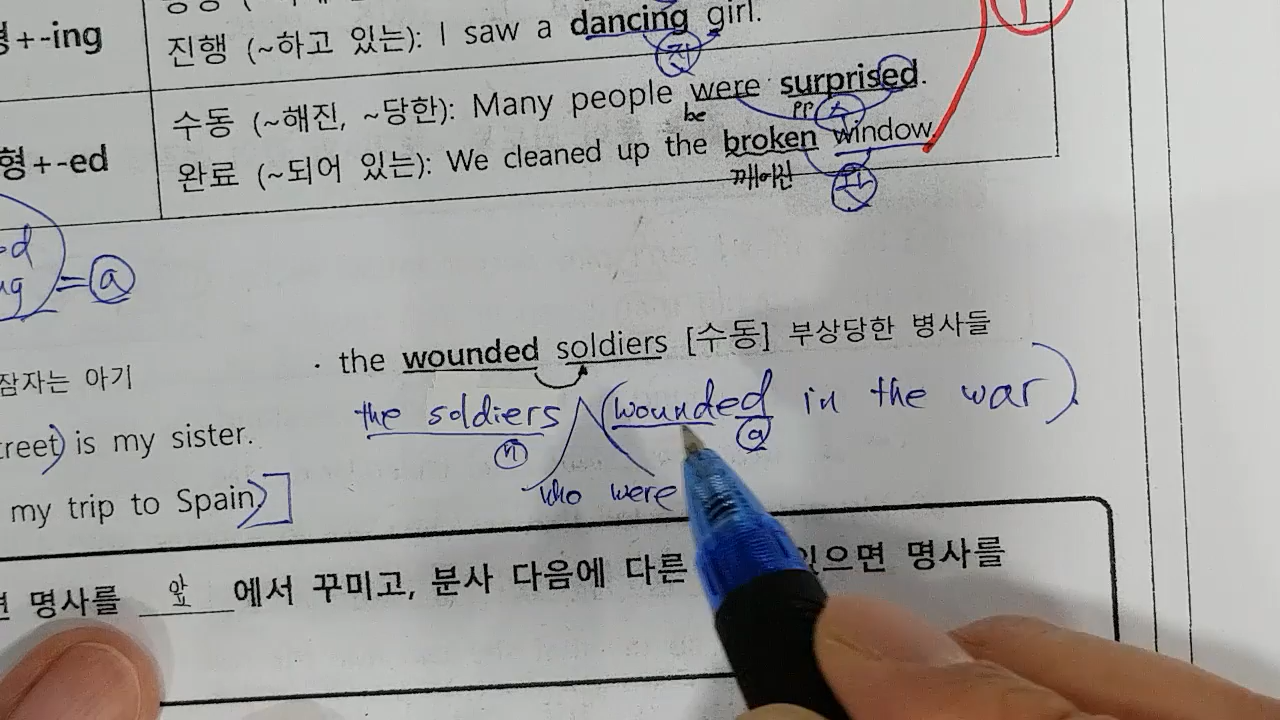 +-ing
진행 (~하고 있는): I saw a dancing girl.
진
수동 (~해진, ~당한): Many people were surprised.
be pp 수
형+-ed
완료 (~되어 있는): We cleaned up the broken window.
깨어진 완
=ⓐ
· the wounded soldiers [수동] 부상당한 병사들
잠자는 아기
the soldiers (wounded in the war)
ⓝ ⓐ
is my sister.
who were
my trip to Spain)]
명사를 앞 에서 꾸미고, 분사 다음에 다른 있으면 명사를